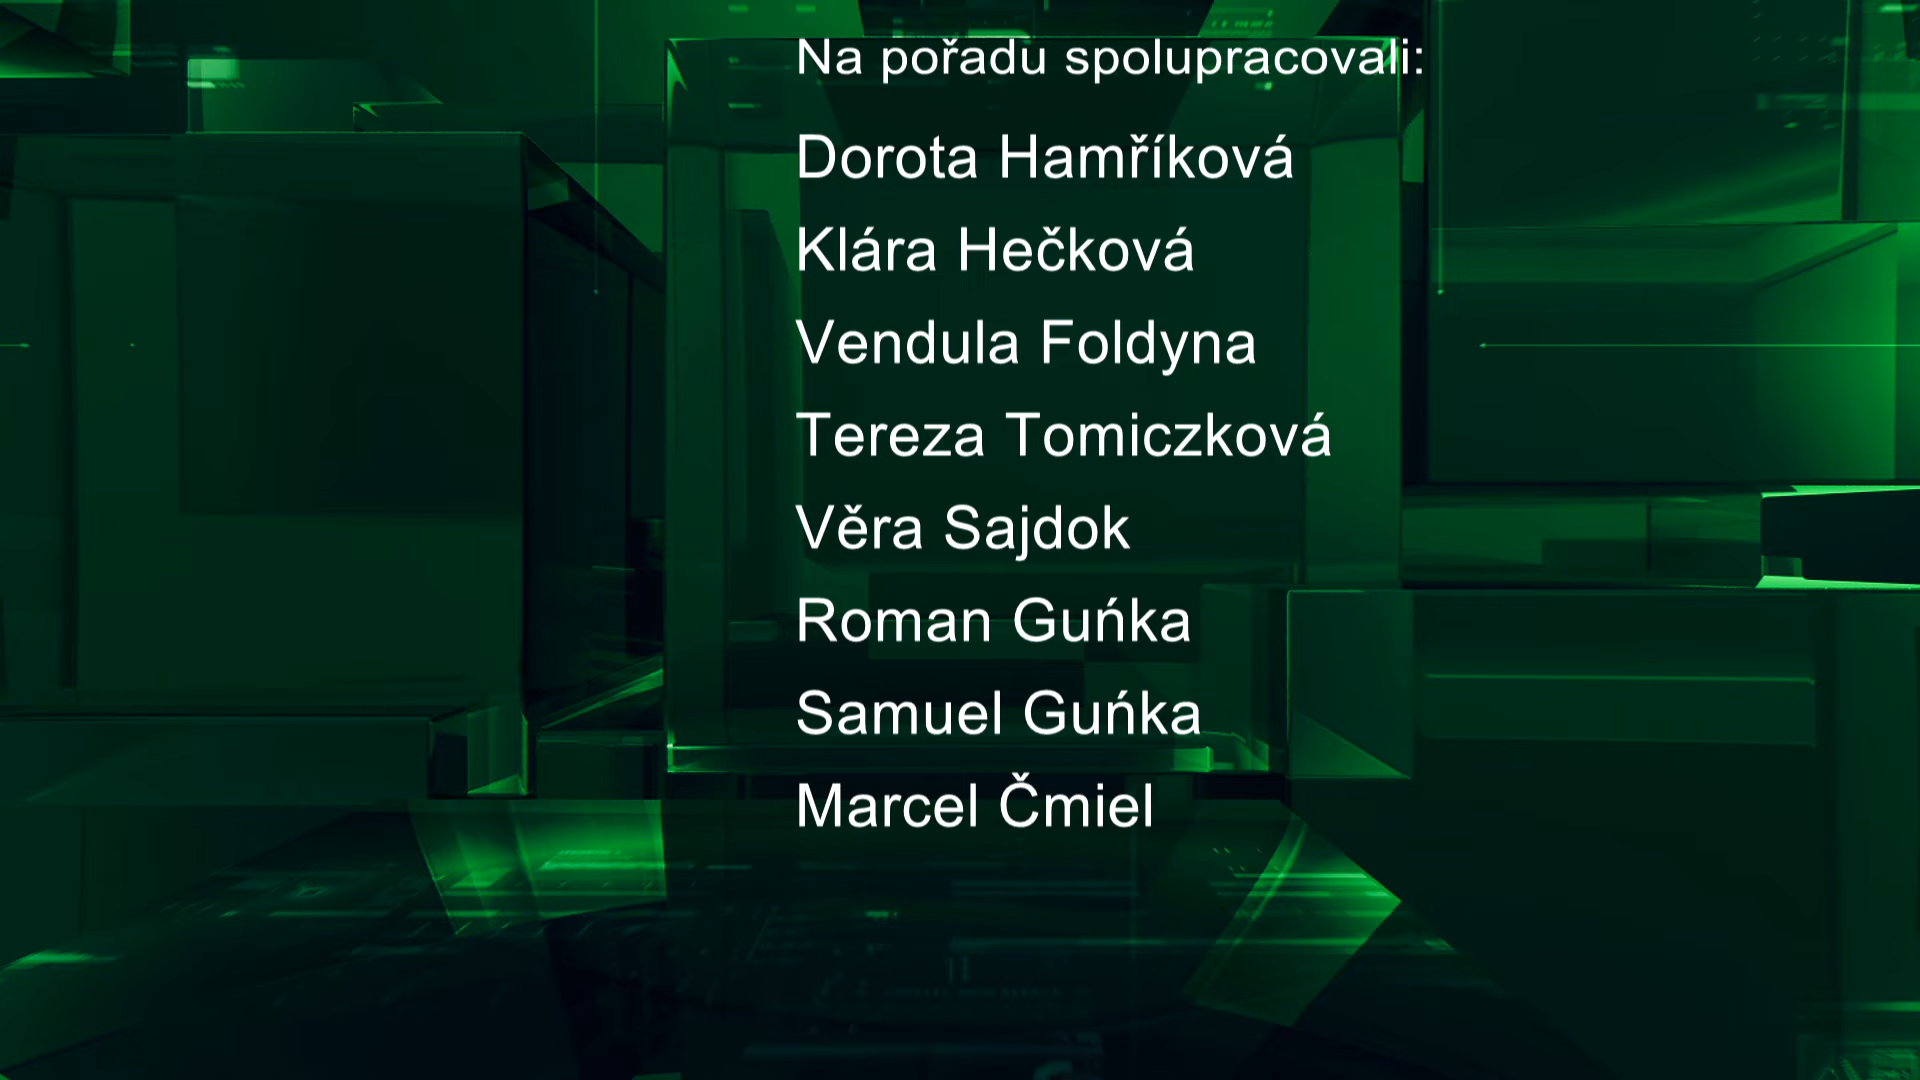 Na pořadu spolupracovali:
Dorota Hamříková
Klára Hečková
Vendula Foldyna
Tereza Tomiczková
Věra Sajdok
Roman Guńka
Samuel Guńka
Marcel Čmiel